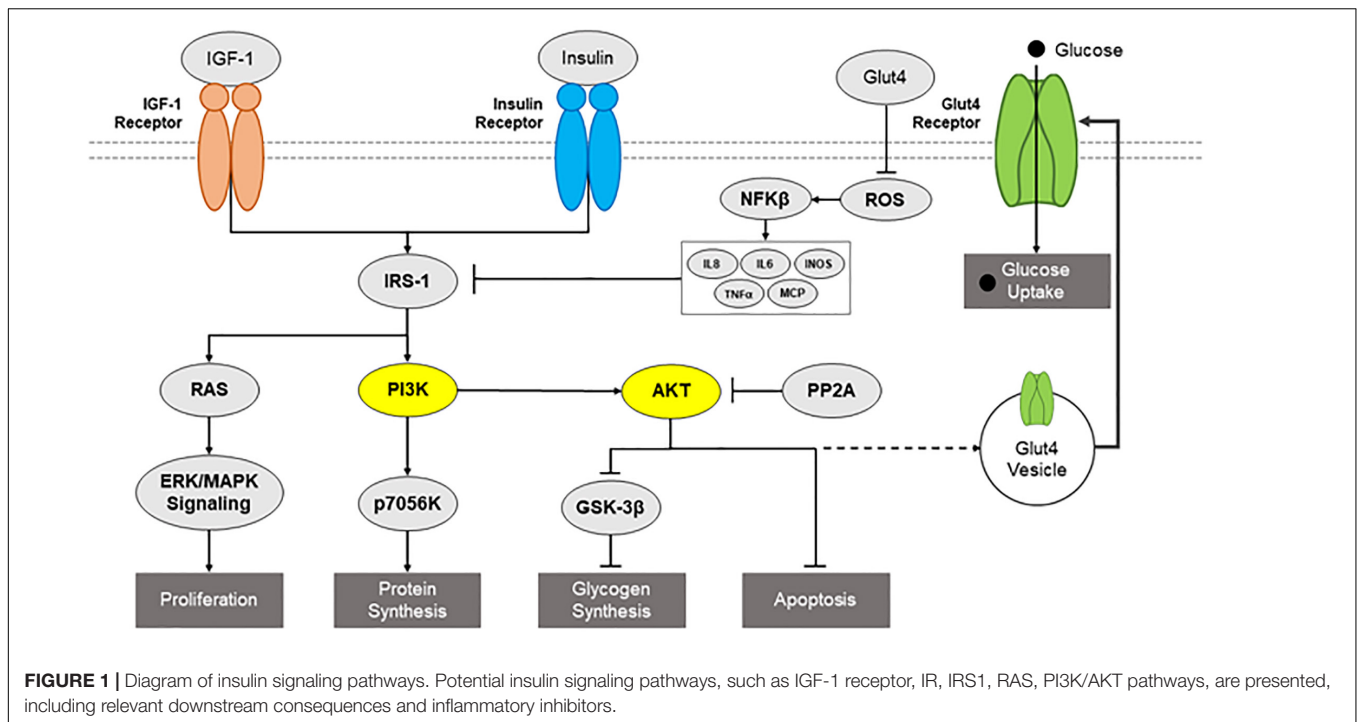 IGF-1
Insulin
Glut4
Glucose
IGF-1
Receptor
Insulin
Receptor
Glut4
Receptor
NFKβ
ROS
IRS-1
IL8
IL6
INOS
TNFα
MCP
Glucose
Uptake
RAS
PI3K
AKT
PP2A
Glut4
Vesicle
ERK/MAPK
Signaling
p7056K
GSK-3β
Proliferation
Protein
Synthesis
Glycogen
Synthesis
Apoptosis
FIGURE 1 | Diagram of insulin signaling pathways. Potential insulin signaling pathways, such as IGF-1 receptor, IR, IRS1, RAS, PI3K/AKT pathways, are presented,
including relevant downstream consequences and inflammatory inhibitors.